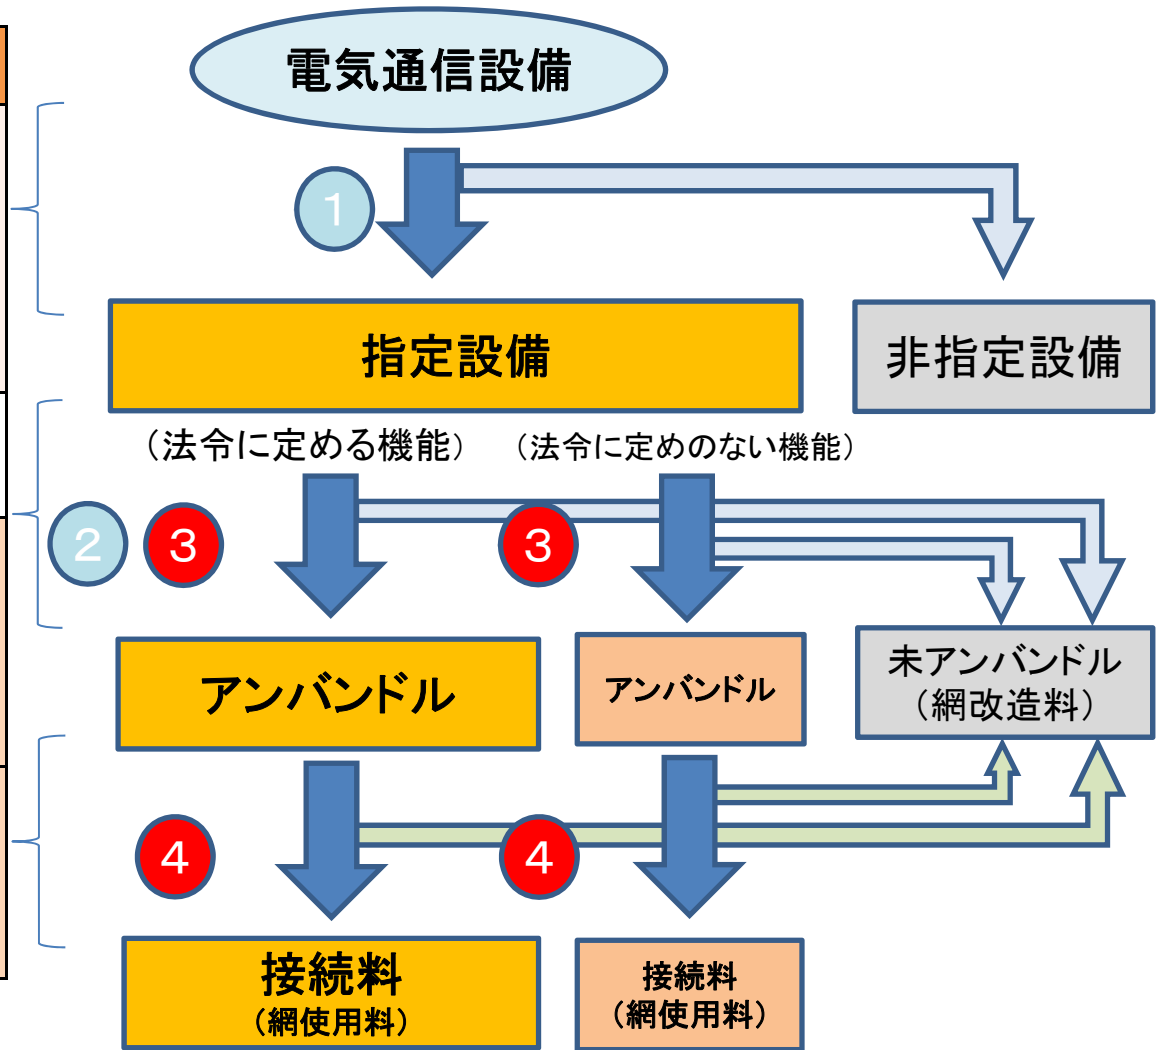 電気通信設備
１
指定設備
非指定設備
（法令に定める機能）
（法令に定めのない機能）
２
３
３
アンバンドル
アンバンドル
未アンバンドル
（網改造料）
４
４
接続料
（網使用料）
接続料
（網使用料）